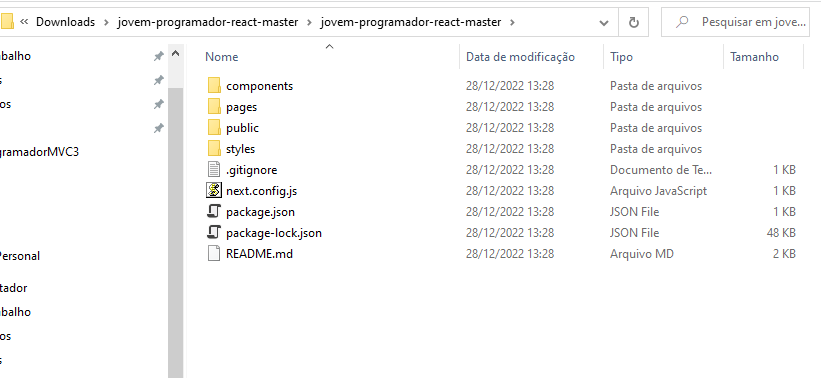 « Downloads > jovem-programador-react-master > jovem-programador-react-master >
Pesquisar em jove...
Nome Data de modificação Tipo Tamanho
components 28/12/2022 13:28 Pasta de arquivos
pages 28/12/2022 13:28 Pasta de arquivos
public 28/12/2022 13:28 Pasta de arquivos
styles 28/12/2022 13:28 Pasta de arquivos
.gitignore 28/12/2022 13:28 Documento de Te... 1 KB
next.config.js 28/12/2022 13:28 Arquivo JavaScript 1 KB
package.json 28/12/2022 13:28 JSON File 1 KB
package-lock.json 28/12/2022 13:28 JSON File 48 KB
README.md 28/12/2022 13:28 Arquivo MD 2 KB
abalho
s
os
gramadorMVC3
Personal
tador
abalho
os
s